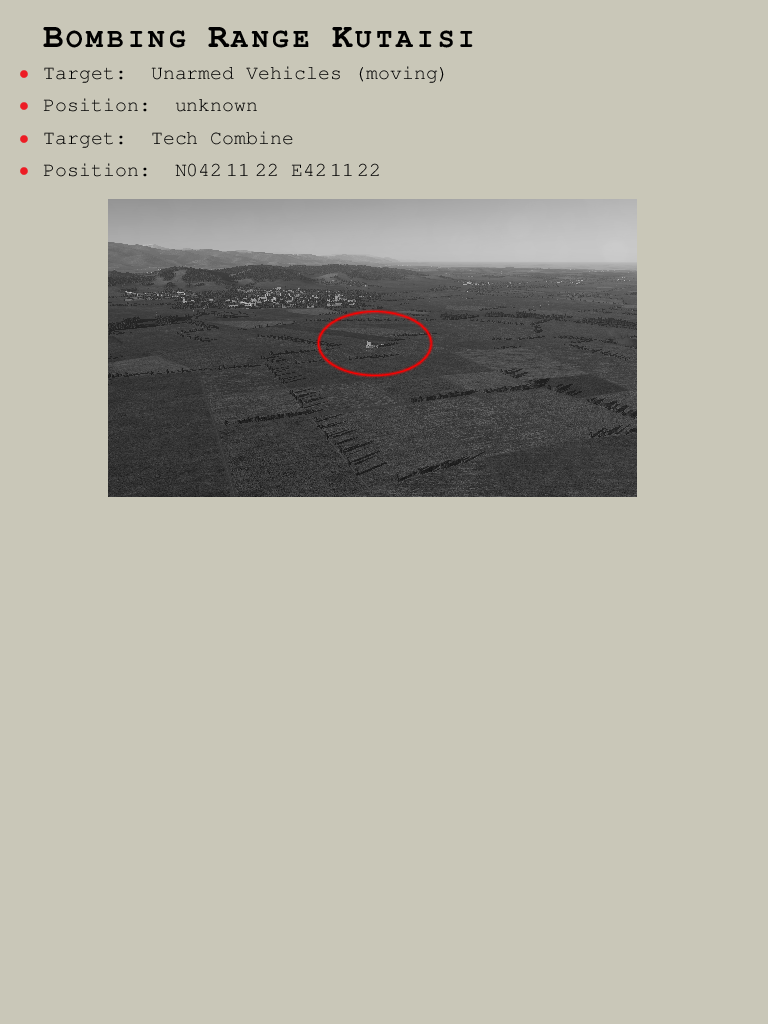 Bombing Range Kutaisi
• Target: Unarmed Vehicles (moving)
• Position: unknown
• Target: Tech Combine
• Position: N042 11 22 E42 11 22